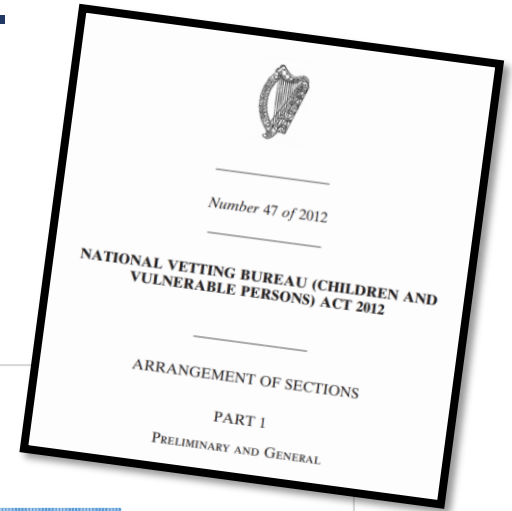 Number 47 of 2012
NATIONAL VETTING BUREAU (CHILDREN AND
VULNERABLE PERSONS) ACT 2012
ARRANGEMENT OF SECTIONS
PART 1
PRELIMINARY AND GENERAL